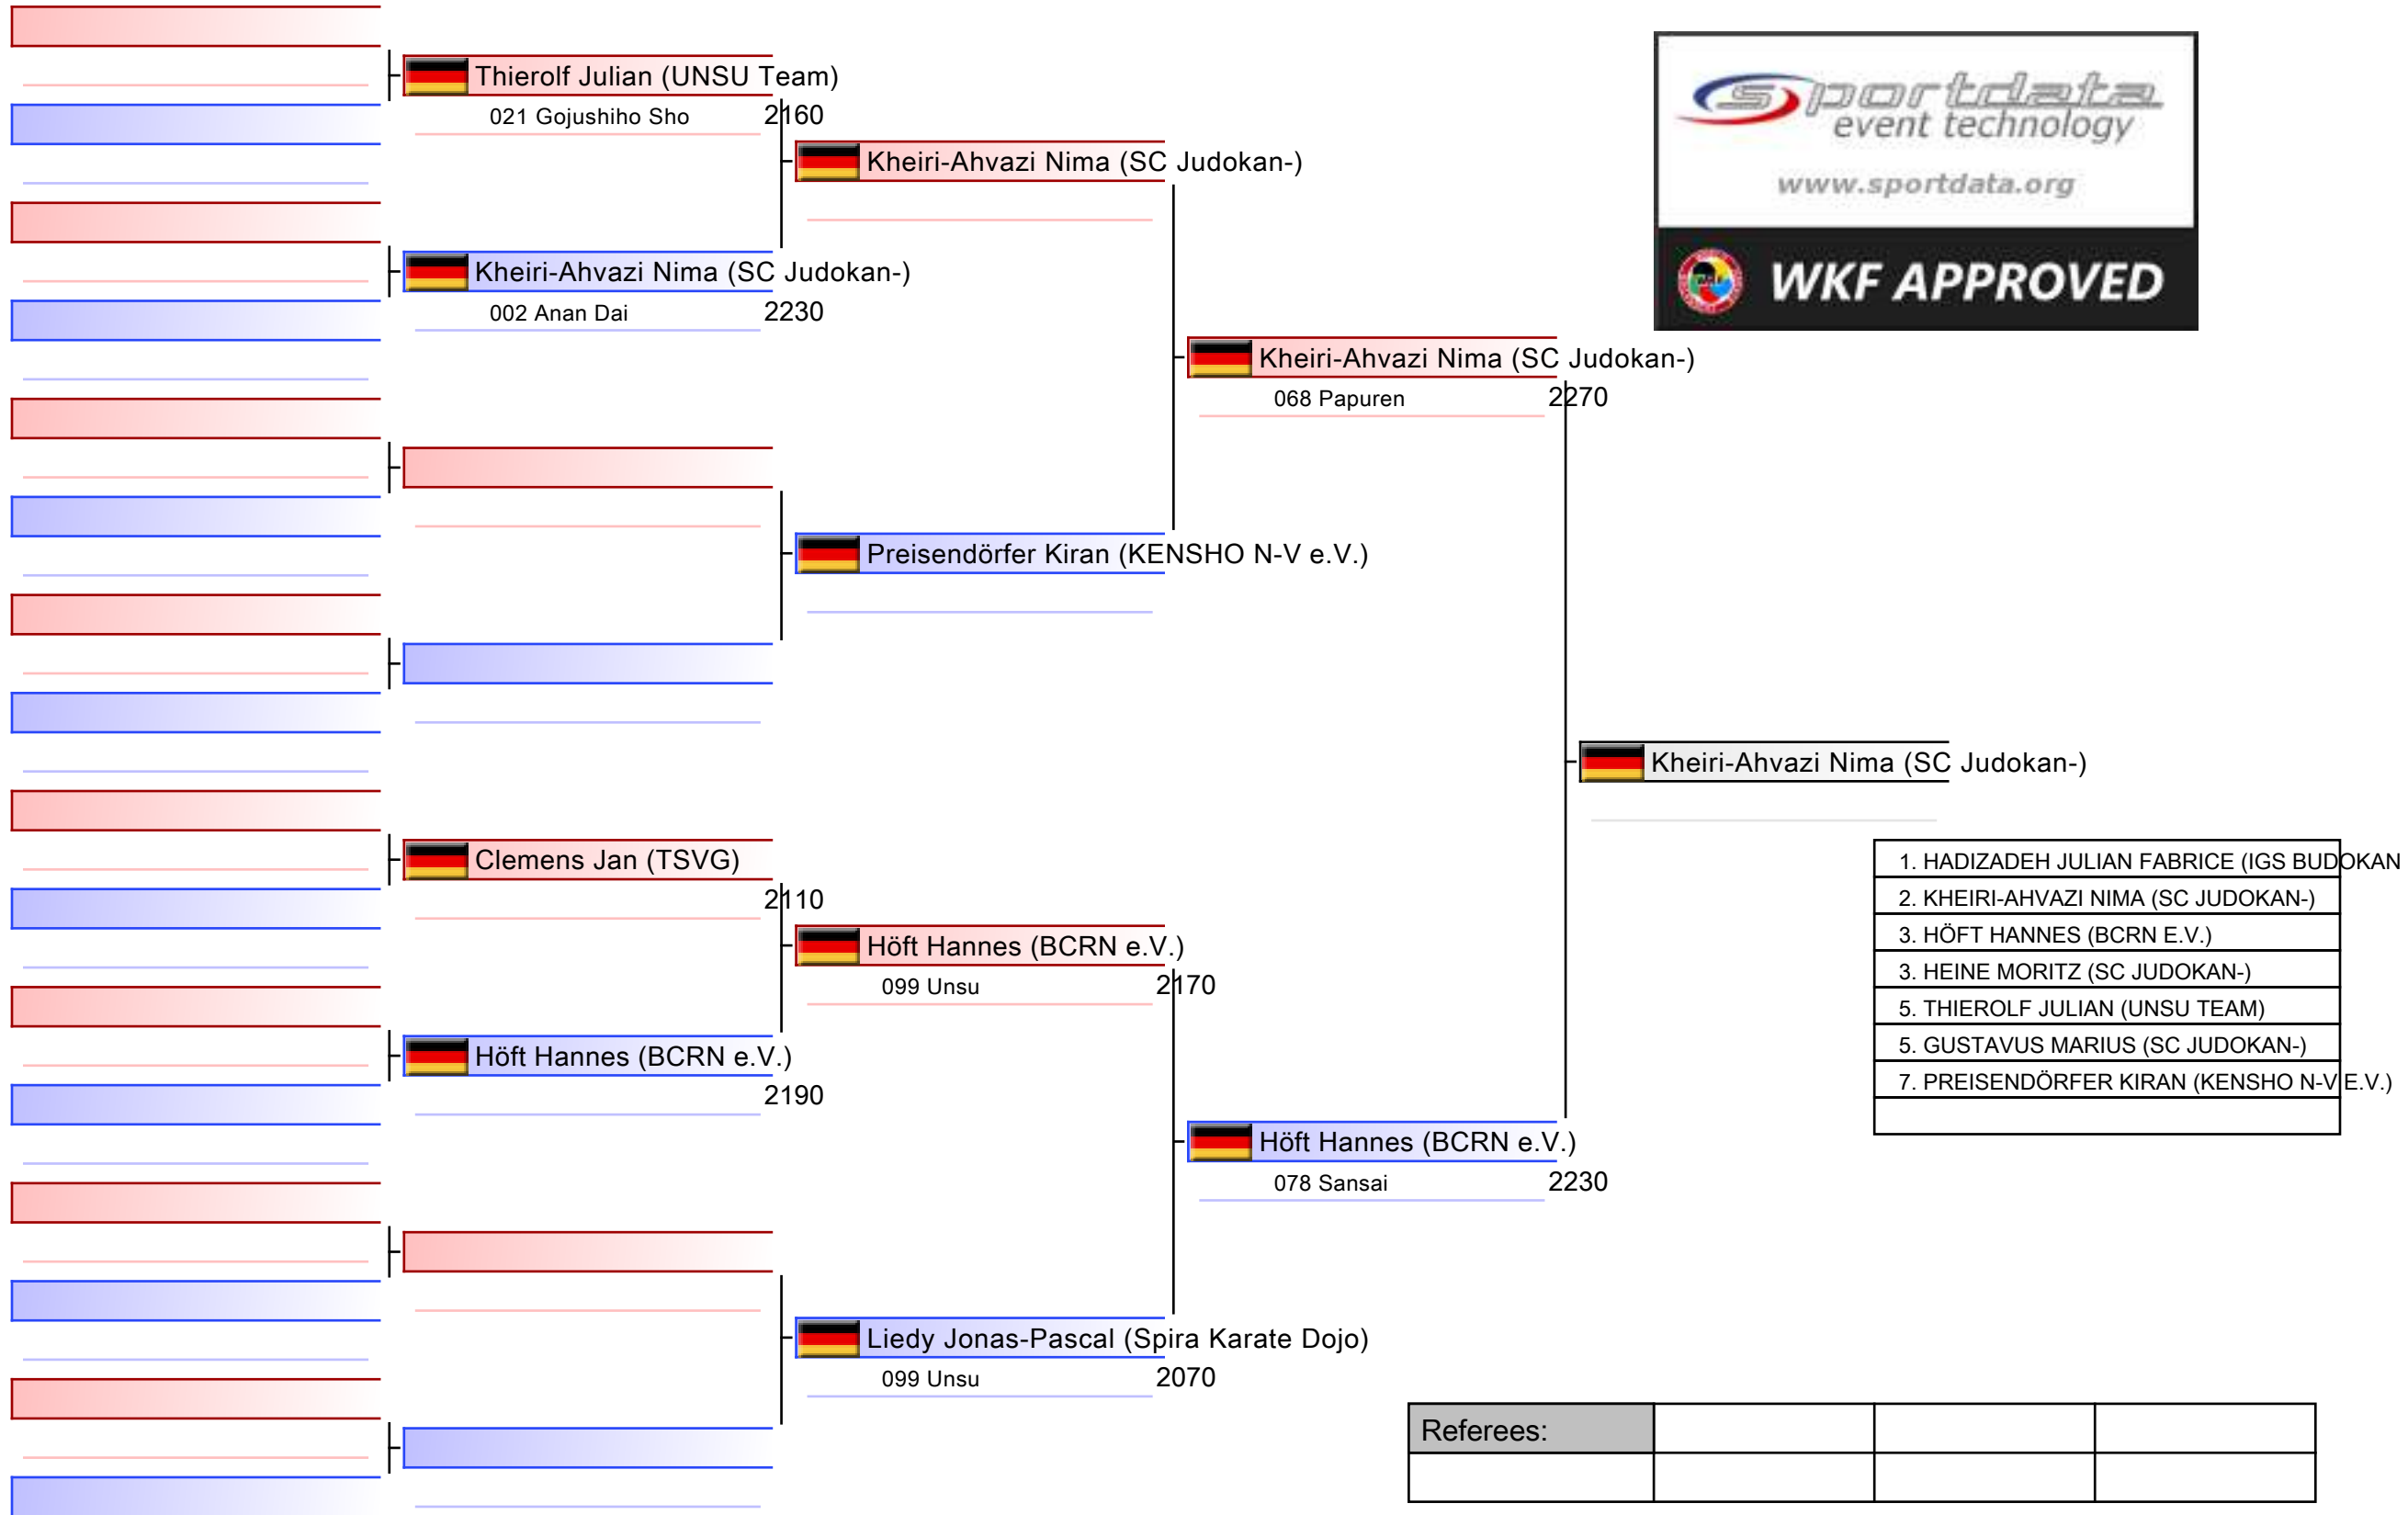 Thierolf Julian (UNSU Team)
021 Gojushiho Sho 2160
Kheiri-Ahvazi Nima (SC Judokan-)
Kheiri-Ahvazi Nima (SC Judokan-)
002 Anan Dai 2230
Kheiri-Ahvazi Nima (SC Judokan-)
068 Papuren 2270
Preisendörfer Kiran (KENSHO N-V e.V.)
Kheiri-Ahvazi Nima (SC Judokan-)
Clemens Jan (TSVG)
2110
Höft Hannes (BCRN e.V.)
099 Unsu 2170
Höft Hannes (BCRN e.V.)
2190
Höft Hannes (BCRN e.V.)
078 Sansai 2230
Liedy Jonas-Pascal (Spira Karate Dojo)
099 Unsu 2070
sportdata
event technology
www.sportdata.org
WKF APPROVED
1. HADIZADEH JULIAN FABRICE (IGS BUDOKAN
2. KHEIRI-AHVAZI NIMA (SC JUDOKAN-)
3. HÖFT HANNES (BCRN E.V.)
3. HEINE MORITZ (SC JUDOKAN-)
5. THIEROLF JULIAN (UNSU TEAM)
5. GUSTAVUS MARIUS (SC JUDOKAN-)
7. PREISENDÖRFER KIRAN (KENSHO N-V E.V.)
Referees: